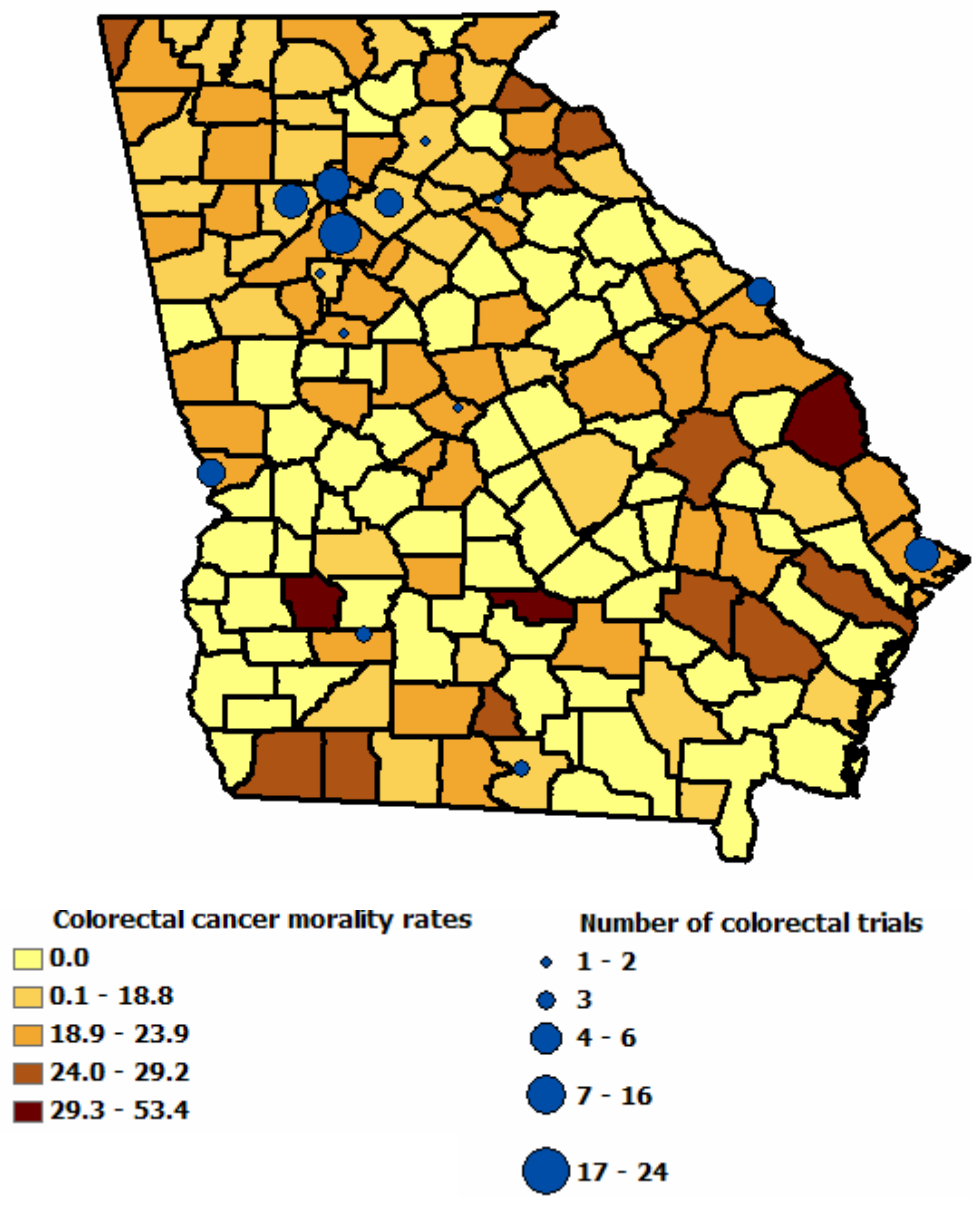 Colorectal cancer morality rates
0.0
0.1 - 18.8
18.9 - 23.9
24.0 - 29.2
29.3 - 53.4
Number of colorectal trials
1 - 2
3
4 - 6
7 - 16
17 - 24